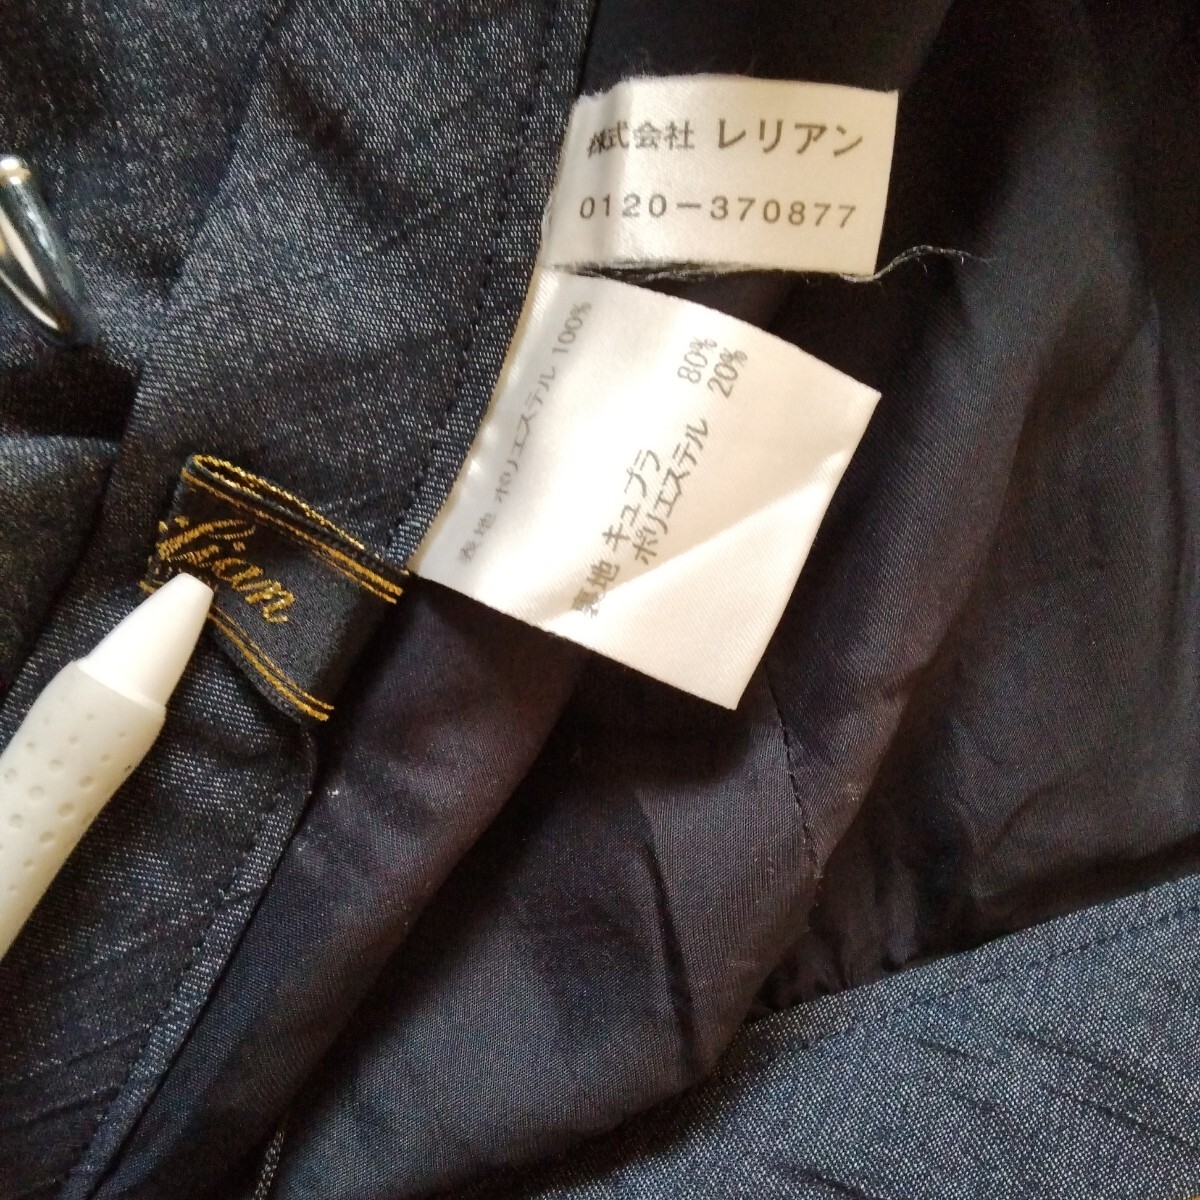 株式会社 レリアン
0120-370877
表地 ポリエステル 100%
裏地 キュプラ 80%
ポリエステル 20%